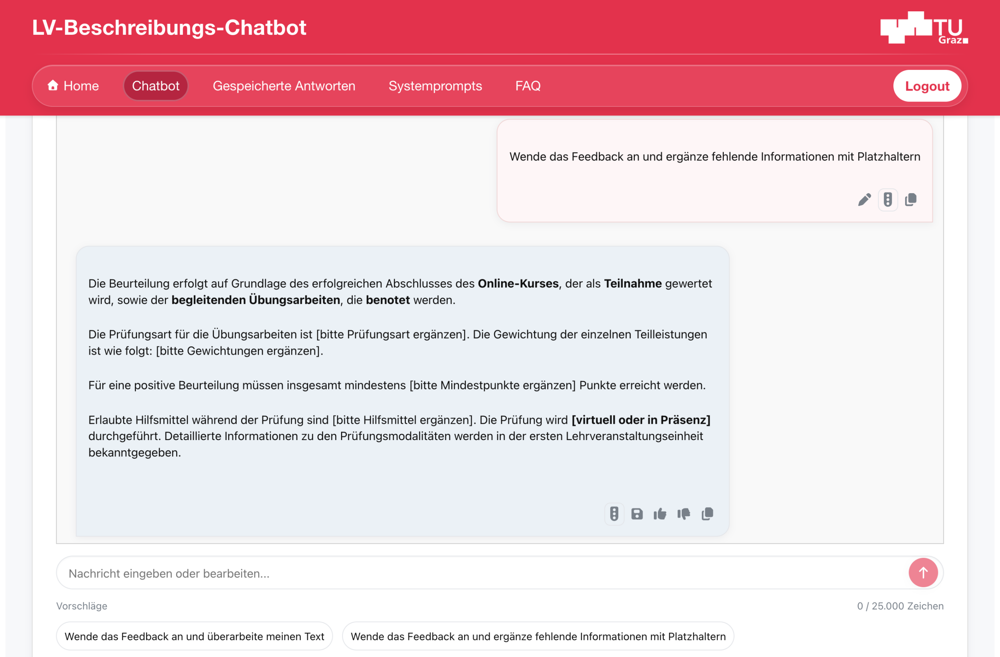 LV-Beschreibungs-Chatbot
TU
Graz
Home
Chatbot
Gespeicherte Antworten
Systemprompts
FAQ
Logout
Wende das Feedback an und ergänze fehlende Informationen mit Platzhaltern
Die Beurteilung erfolgt auf Grundlage des erfolgreichen Abschlusses des Online-Kurses, der als Teilnahme gewertet
wird, sowie der begleitenden Übungsarbeiten, die benotet werden.
Die Prüfungsart für die Übungsarbeiten ist [bitte Prüfungsart ergänzen]. Die Gewichtung der einzelnen Teilleistungen
ist wie folgt: [bitte Gewichtungen ergänzen].
Für eine positive Beurteilung müssen insgesamt mindestens [bitte Mindestpunkte ergänzen] Punkte erreicht werden.
Erlaubte Hilfsmittel während der Prüfung sind [bitte Hilfsmittel ergänzen]. Die Prüfung wird [virtuell oder in Präsenz]
durchgeführt. Detaillierte Informationen zu den Prüfungsmodalitäten werden in der ersten Lehrveranstaltungseinheit
bekanntgegeben.
Nachricht eingeben oder bearbeiten...
Vorschläge
0 / 25.000 Zeichen
Wende das Feedback an und überarbeite meinen Text
Wende das Feedback an und ergänze fehlende Informationen mit Platzhaltern